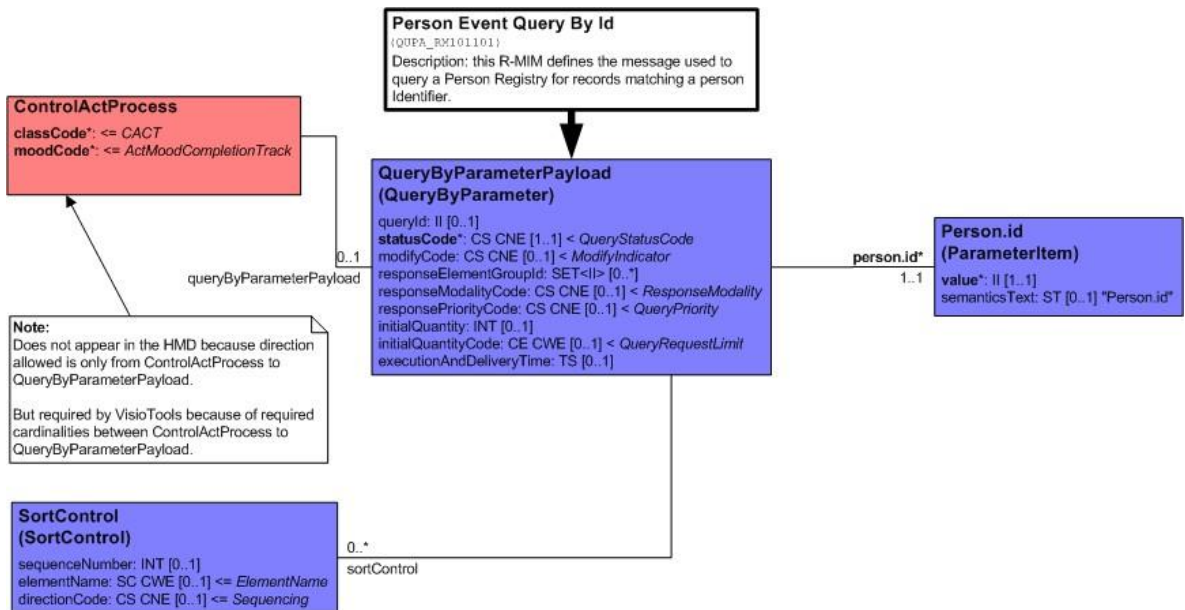 Person Event Query By Id
(QUPA_RM101101)
Description: this R-MIM defines the message used to
query a Person Registry for records matching a person
Identifier.
ControlActProcess
classCode*: <= CACT
moodCode*: <= ActMoodCompletionTrack
QueryByParameterPayload
(QueryByParameter)
queryId: II [0..1]
statusCode*: CS CNE [1..1] < QueryStatusCode
modifyCode: CS CNE [0..1] < ModifyIndicator
responseElementGroupId: SET<II> [0..*]
responseModalityCode: CS CNE [0..1] < ResponseModality
responsePriorityCode: CS CNE [0..1] < QueryPriority
initialQuantity: INT [0..1]
initialQuantityCode: CE CWE [0..1] < QueryRequestLimit
executionAndDeliveryTime: TS [0..1]
0..1
queryByParameterPayload
person.id*
1..1
Person.id
(ParameterItem)
value*: II [1..1]
semanticsText: ST [0..1] "Person.id"
Note:
Does not appear in the HMD because direction
allowed is only from ControlActProcess to
QueryByParameterPayload.
But required by VisioTools because of required
cardinalities between ControlActProcess to
QueryByParameterPayload.
SortControl
(SortControl)
sequenceNumber: INT [0..1]
elementName: SC CWE [0..1] <= ElementName
directionCode: CS CNE [0..1] <= Sequencing
0..*
sortControl